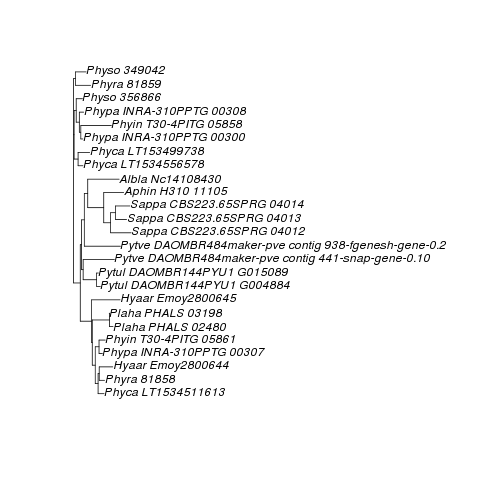 Physo 349042
Phyra 81859
Physo 356866
Phypa INRA-310PPTG 00308
Phyin T30-4PITG 05858
Phypa INRA-310PPTG 00300
Phyca LT153499738
Phyca LT1534556578
Albla Nc14108430
Aphin H310 11105
Sappa CBS223.65SPRG 04014
Sappa CBS223.65SPRG 04013
Sappa CBS223.65SPRG 04012
Pytve DAOMBR484maker-pve contig 938-fgenesh-gene-0.2
Pytve DAOMBR484maker-pve contig 441-snap-gene-0.10
Pytul DAOMBR144PYU1 G015089
Pytul DAOMBR144PYU1 G004884
Hyaar Emoy2800645
Plaha PHALS 03198
Plaha PHALS 02480
Phyin T30-4PITG 05861
Phypa INRA-310PPTG 00307
Hyaar Emoy2800644
Phyra 81858
Phyca LT1534511613